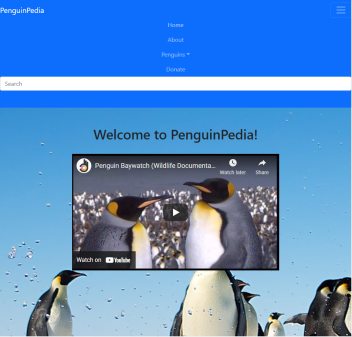 PenguinPedia
Home
About
Penguins
Donate
Search
Welcome to PenguinPedia!
Penguin Baywatch (Wildlife Documenta...
Watch later
Share
Watch on YouTube